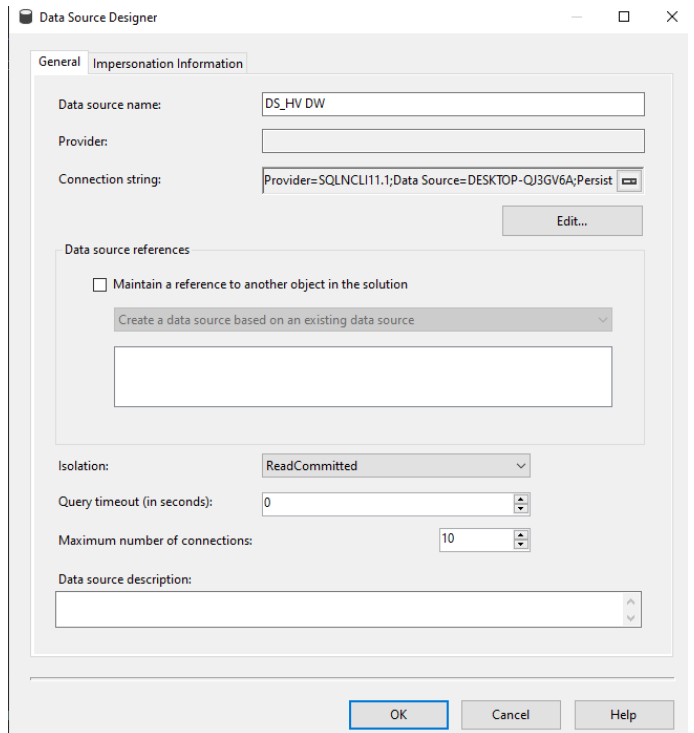 Data Source Designer
General Impersonation Information
Data source name: DS_HV DW
Provider:
Connection string: Provider=SQLNCLI11.1;Data Source=DESKTOP-QJ3GV6A;Persist
Edit...
Data source references
Maintain a reference to another object in the solution
Create a data source based on an existing data source
Isolation: ReadCommitted
Query timeout (in seconds): 0
Maximum number of connections: 10
Data source description:
OK Cancel Help